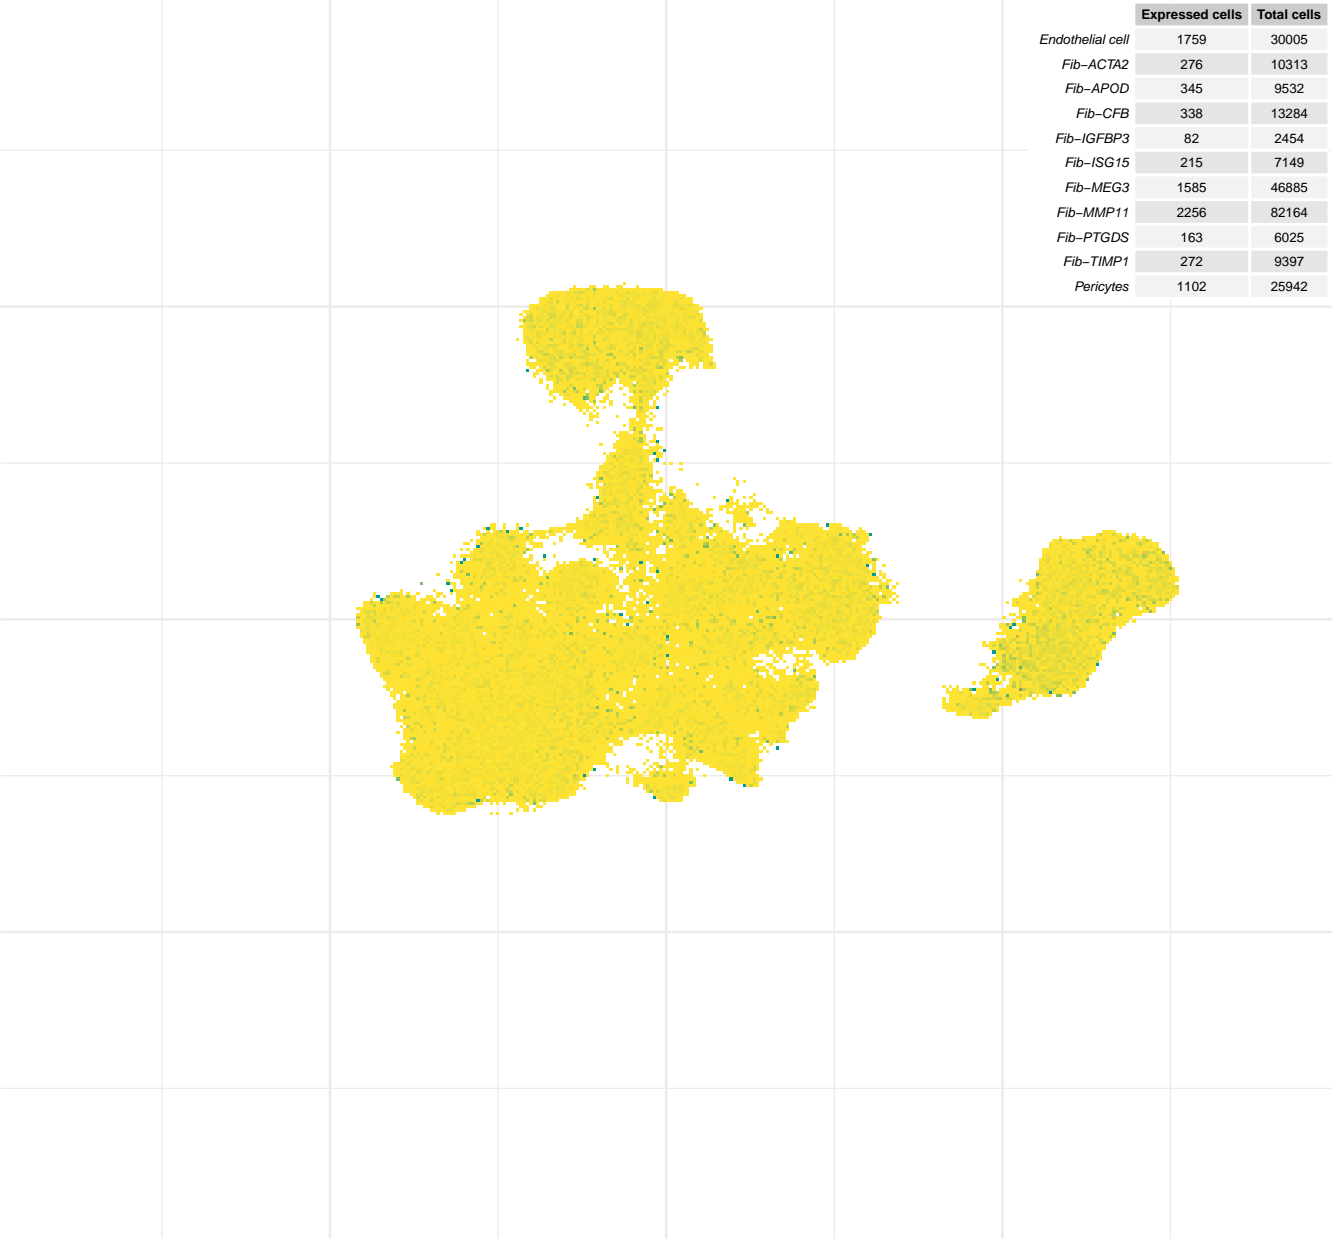 Expressed cells Total cells
Endothelial cell 1759 30005
Fib−ACTA2 276 10313
Fib−APOD 345 9532
Fib−CFB 338 13284
Fib−IGFBP3 82 2454
Fib−ISG15 215 7149
Fib−MEG3 1585 46885
Fib−MMP11 2256 82164
Fib−PTGDS 163 6025
Fib−TIMP1 272 9397
Pericytes 1102 25942